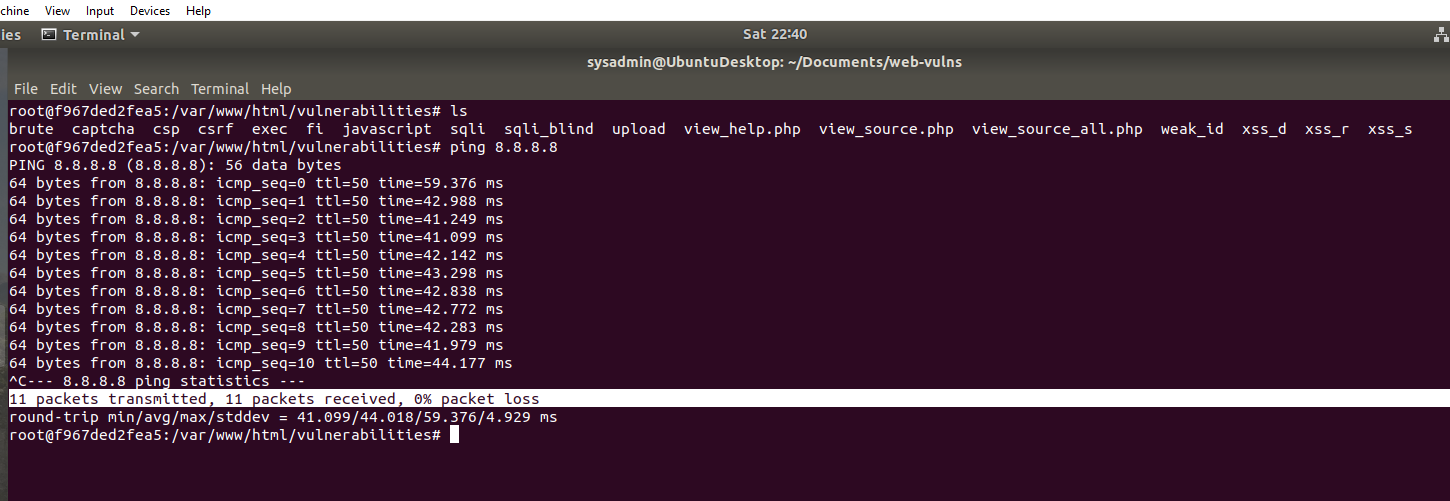 chine View Input Devices Help
ies Terminal Sat 22:40
sysadmin@UbuntuDesktop: ~/Documents/web-vulns
File Edit View Search Terminal Help
root@f967ded2fea5:/var/www/html/vulnerabilities# ls
brute captcha csp csrf exec fi javascript sqli sqli_blind upload view_help.php view_source.php view_source_all.php weak_id xss_d xss_r xss_s
root@f967ded2fea5:/var/www/html/vulnerabilities# ping 8.8.8.8
PING 8.8.8.8 (8.8.8.8): 56 data bytes
64 bytes from 8.8.8.8: icmp_seq=0 ttl=50 time=59.376 ms
64 bytes from 8.8.8.8: icmp_seq=1 ttl=50 time=42.988 ms
64 bytes from 8.8.8.8: icmp_seq=2 ttl=50 time=41.249 ms
64 bytes from 8.8.8.8: icmp_seq=3 ttl=50 time=41.099 ms
64 bytes from 8.8.8.8: icmp_seq=4 ttl=50 time=42.142 ms
64 bytes from 8.8.8.8: icmp_seq=5 ttl=50 time=43.298 ms
64 bytes from 8.8.8.8: icmp_seq=6 ttl=50 time=42.838 ms
64 bytes from 8.8.8.8: icmp_seq=7 ttl=50 time=42.772 ms
64 bytes from 8.8.8.8: icmp_seq=8 ttl=50 time=42.283 ms
64 bytes from 8.8.8.8: icmp_seq=9 ttl=50 time=41.979 ms
64 bytes from 8.8.8.8: icmp_seq=10 ttl=50 time=44.177 ms
^C--- 8.8.8.8 ping statistics ---
11 packets transmitted, 11 packets received, 0% packet loss
round-trip min/avg/max/stddev = 41.099/44.018/59.376/4.929 ms
root@f967ded2fea5:/var/www/html/vulnerabilities#